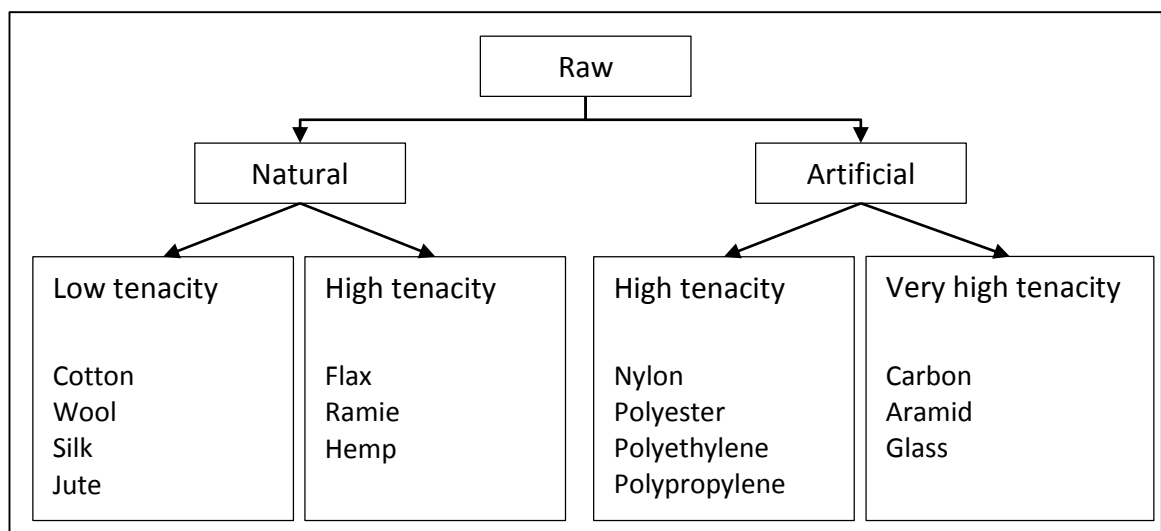 Raw
Natural
Artificial
Low tenacity
Cotton
Wool
Silk
Jute
High tenacity
Flax
Ramie
Hemp
High tenacity
Nylon
Polyester
Polyethylene
Polypropylene
Very high tenacity
Carbon
Aramid
Glass